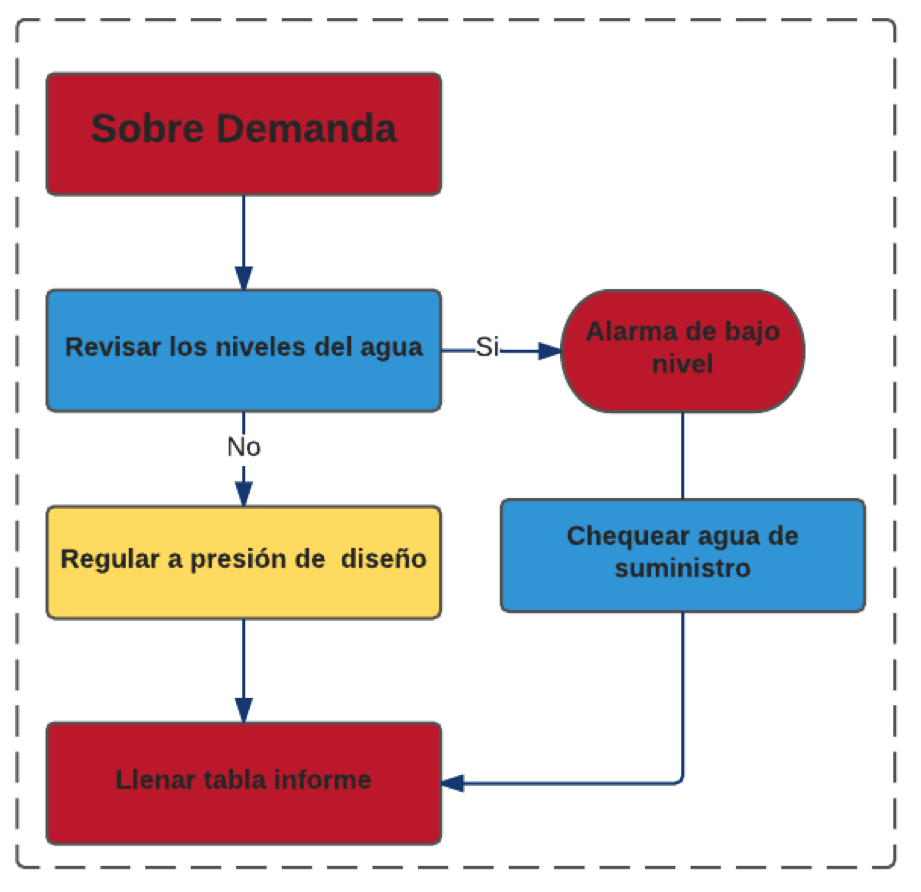 Sobre Demanda
Revisar los niveles del agua
Si
Alarma de bajo
nivel
No
Regular a presión de  diseño
Chequear agua de
suministro
Llenar tabla informe